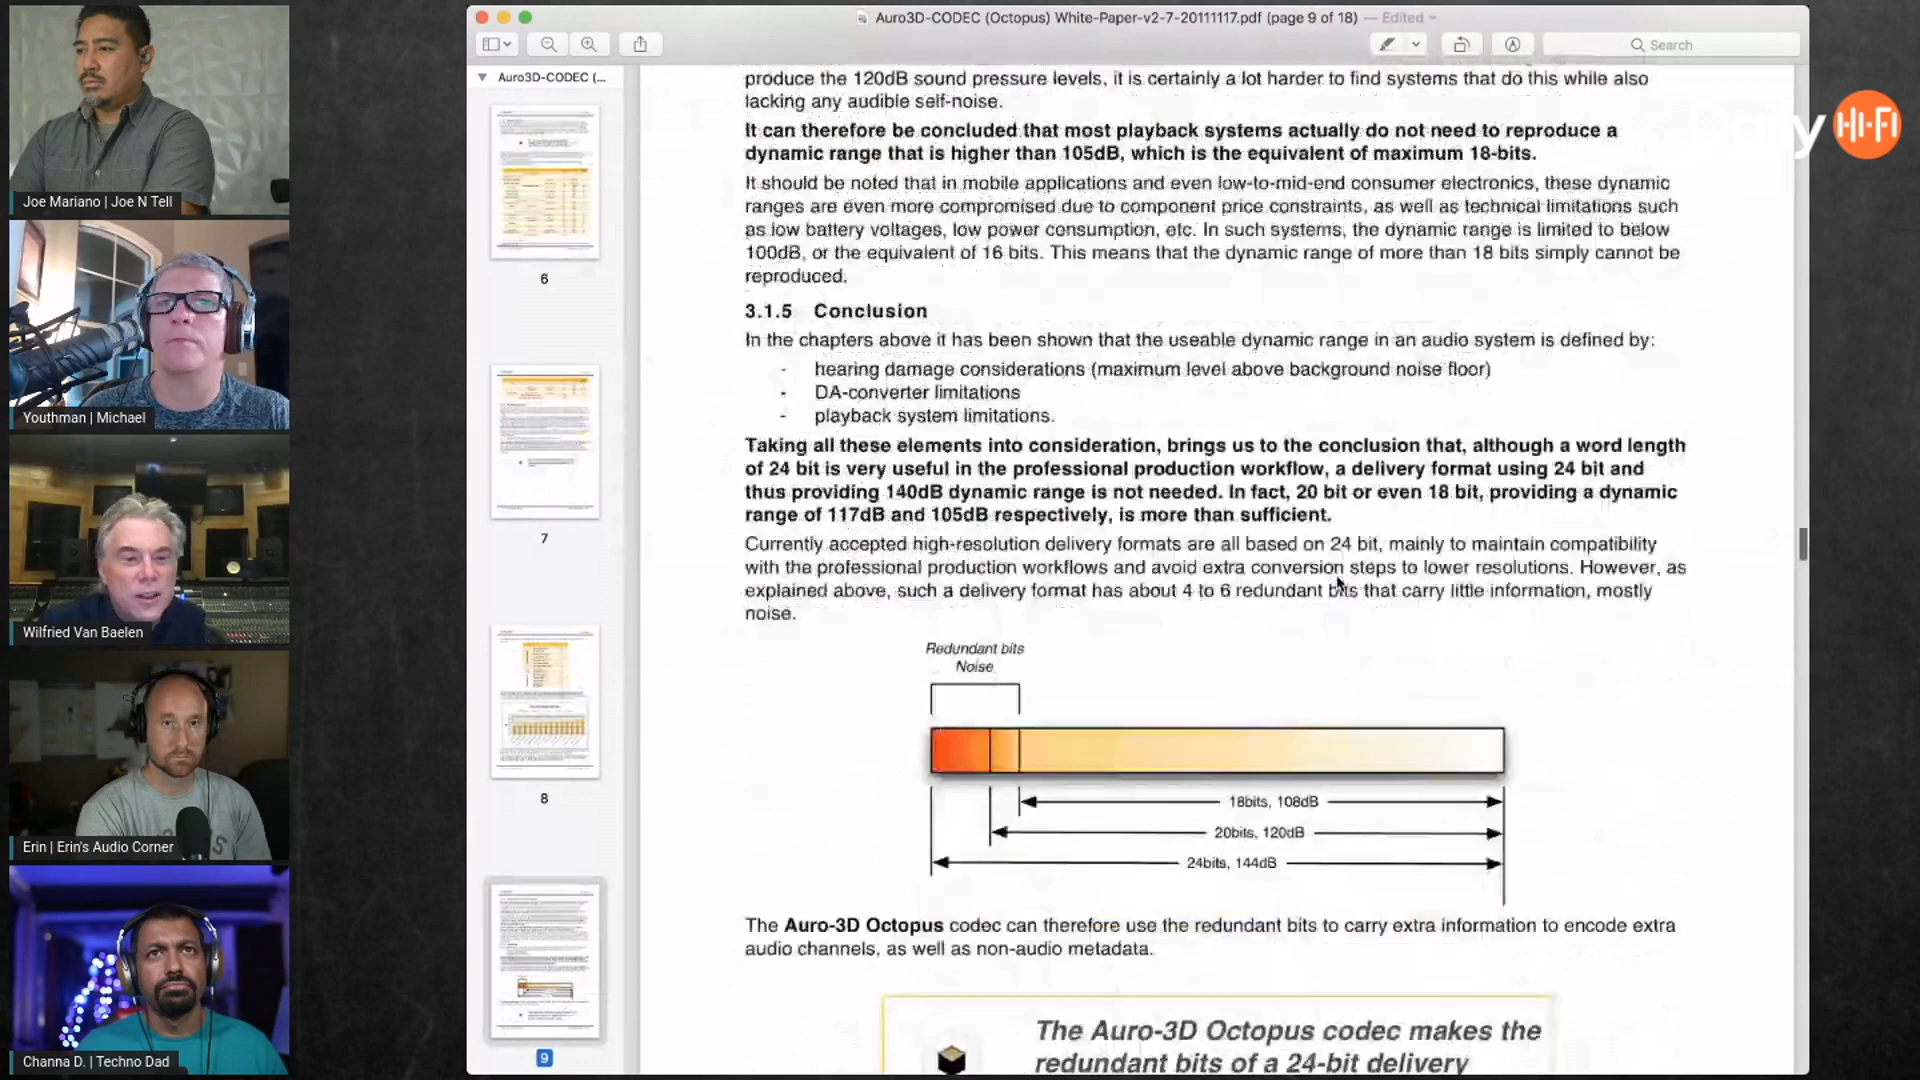 Auro3D-CODEC (Octopus) White-Paper-v2-7-20111117.pdf (page 9 of 18) — Edited
Search
Auro3D-CODEC (...
6
7
8
9
produce the 120dB sound pressure levels, it is certainly a lot harder to find systems that do this while also
lacking any audible self-noise.
It can therefore be concluded that most playback systems actually do not need to reproduce a
dynamic range that is higher than 105dB, which is the equivalent of maximum 18-bits.
It should be noted that in mobile applications and even low-to-mid-end consumer electronics, these dynamic
ranges are even more compromised due to component price constraints, as well as technical limitations such
as low battery voltages, low power consumption, etc. In such systems, the dynamic range is limited to below
100dB, or the equivalent of 16 bits. This means that the dynamic range of more than 18 bits simply cannot be
reproduced.
3.1.5 Conclusion
In the chapters above it has been shown that the useable dynamic range in an audio system is defined by:
- hearing damage considerations (maximum level above background noise floor)
- DA-converter limitations
- playback system limitations.
Taking all these elements into consideration, brings us to the conclusion that, although a word length
of 24 bit is very useful in the professional production workflow, a delivery format using 24 bit and
thus providing 140dB dynamic range is not needed. In fact, 20 bit or even 18 bit, providing a dynamic
range of 117dB and 105dB respectively, is more than sufficient.
Currently accepted high-resolution delivery formats are all based on 24 bit, mainly to maintain compatibility
with the professional production workflows and avoid extra conversion steps to lower resolutions. However, as
explained above, such a delivery format has about 4 to 6 redundant bits that carry little information, mostly
noise.
Redundant bits
Noise
18bits, 108dB
20bits, 120dB
24bits, 144dB
The Auro-3D Octopus codec can therefore use the redundant bits to carry extra information to encode extra
audio channels, as well as non-audio metadata.
The Auro-3D Octopus codec makes the
redundant bits of a 24-bit delivery
Daily HI-FI
Joe Mariano | Joe N Tell
Youthman | Michael
Wilfried Van Baelen
Erin | Erin's Audio Corner
Channa D. | Techno Dad